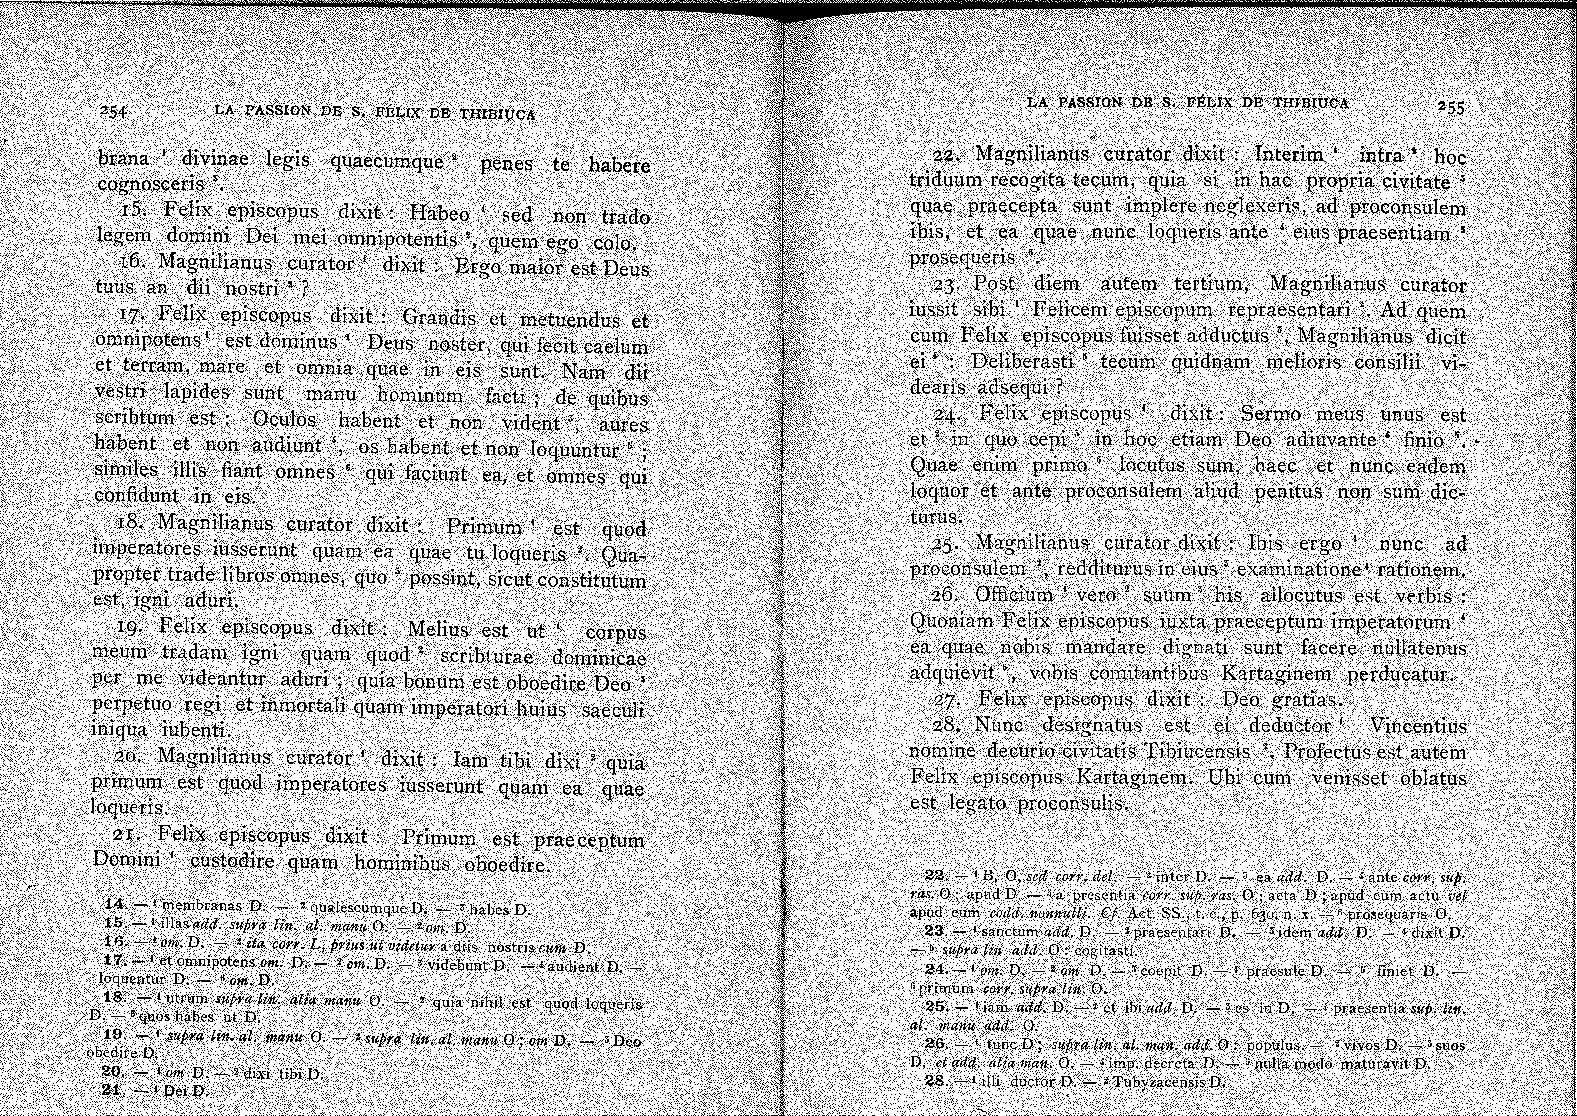 254 LA PASSION DE S. FÉLIX DE THIBIUCA
brana ¹ divinae legis quaecumque ² penes te habere
cognosceris ³.
15. Felix episcopus dixit : Habeo ¹ sed non trado
legem domini Dei mei omnipotentis ², quem ego colo.
16. Magnilianus curator ¹ dixit : Ergo maior est Deus
tuus an dii nostri ² ?
17. Felix episcopus dixit : Grandis et metuendus et
omnipotens ¹ est dominus ² Deus noster, qui fecit caelum
et terram, mare et omnia quae in eis sunt. Nam dii
vestri lapides sunt manu hominum facti ; de quibus
scribtum est : Oculos habent et non vident ³, aures
habent et non audiunt ⁴, os habent et non loquuntur ⁵ ;
similes illis fiant omnes ⁶ qui faciunt ea, et omnes qui
confidunt in eis.
18. Magnilianus curator dixit : Primum ¹ est quod
imperatores iusserunt quam ea quae tu loqueris ². Qua-
propter trade libros omnes, quo ³ possint, sicut constitutum
est, igni aduri.
19. Felix episcopus dixit : Melius est ut ¹ corpus
meum tradam igni quam quod ² scribturae dominicae
per me videantur aduri ; quia bonum est oboedire Deo ³
perpetuo regi et inmortali quam imperatori huius saeculi
iniqua iubenti.
20. Magnilianus curator ¹ dixit : Iam tibi dixi ² quia
primum est quod imperatores iusserunt quam ea quae
loqueris.
21. Felix episcopus dixit : Primum est praeceptum
Domini ¹ custodire quam hominibus oboedire.
14. — ¹ membranas D. — ² qualescumque D. — ³ habes D.
15. — ¹ illas add. supra lin. al. manu O. — ² om. D.
16. — ¹ om. D. — ² ita corr. L, prius ut videtur a diis nostris cum D.
17. — ¹ et omnipotens om. D. — ² om. D. — ³ videbunt D. — ⁴ audient D. —
loquentur D. — ⁶ om. D.
18. — ¹ utrum supra lin. alia manu O. — ² quia nihil est quod loqueris
D. — ³ quos habes ut D.
19. — ¹ supra lin. al. manu O. — ² supra lin. al. manu O ; om D. — ³ Deo
obedire D.
20. — ¹ om D. — ² dixi tibi D.
21. — ¹ Dei D.
LA PASSION DE S. FÉLIX DE THIBIUCA 255
22. Magnilianus curator dixit : Interim ¹ intra ² hoc
triduum recogita tecum, quia si in hac propria civitate ³
quae praecepta sunt implere neglexeris, ad proconsulem
ibis, et ea quae nunc loqueris ante ⁴ eius praesentiam ⁵
prosequeris ⁶.
23. Post diem autem tertium, Magnilianus curator
iussit sibi ¹ Felicem episcopum repraesentari ². Ad quem
cum Felix episcopus fuisset adductus ³, Magnilianus dicit
ei ⁴ : Deliberasti ⁵ tecum quidnam melioris consilii vi-
dearis adsequi ?
24. Felix episcopus ¹ dixit : Sermo meus unus est
et ² in quo cepi ³ in hoc etiam Deo adiuvante ⁴ finio ⁵.
Quae enim primo ⁶ locutus sum, haec et nunc eadem
loquor et ante proconsulem aliud penitus non sum dic-
turus.
25. Magnilianus curator dixit : Ibis ergo ¹ nunc ad
proconsulem ², redditurus in eius ³ examinatione ⁴ rationem.
26. Officium ¹ vero ² suum ³ his allocutus est verbis :
Quoniam Felix episcopus iuxta praeceptum imperatorum ⁴
ea quae nobis mandare dignati sunt facere nullatenus
adquievit ⁵, vobis comitantibus Kartaginem perducatur.
27. Felix episcopus dixit : Deo gratias.
28. Nunc designatus est ei deductor ¹ Vincentius
nomine decurio civitatis Tibiucensis ². Profectus est autem
Felix episcopus Kartaginem. Ubi cum venisset oblatus
est legato proconsulis.
22. — ¹ B, O, sed corr. del. — ² inter D. — ³ ea add. D. — ⁴ ante corr. sup.
ras. O ; apud D. — ⁵ a presentia corr. sup. ras. O ; acta D ; apud cum actu vel
apud eum codd. nonnulli. Cf. Act. SS., t. c., p. 630, n. x. — ⁶ prosequaris O.
23. — ¹ sanctum add. D. — ² praesentari D. — ³ idem add. D. — ⁴ dixit D.
— ⁵ supra lin. add. O : cogitasti.
24. — ¹ om. D. — ² om. D. — ³ coepit D. — ⁴ praesule D. — ⁵ finiet D. —
⁶ primum corr. supra lin. O.
25. — ¹ iam add. D. — ² et ibi add. D. — ³ es in D. — ⁴ praesentia sup. lin.
al. manu add. O.
26. — ¹ tunc D ; supra lin. al. man. add. O : populus. — ² vivos D. — ³ suos
D. et add. alia man. O. — ⁴ imp. decreta D. — ⁵ nulla modo maturavit D.
28. — ¹ illi ductor D. — ² Tubyzacensis D.